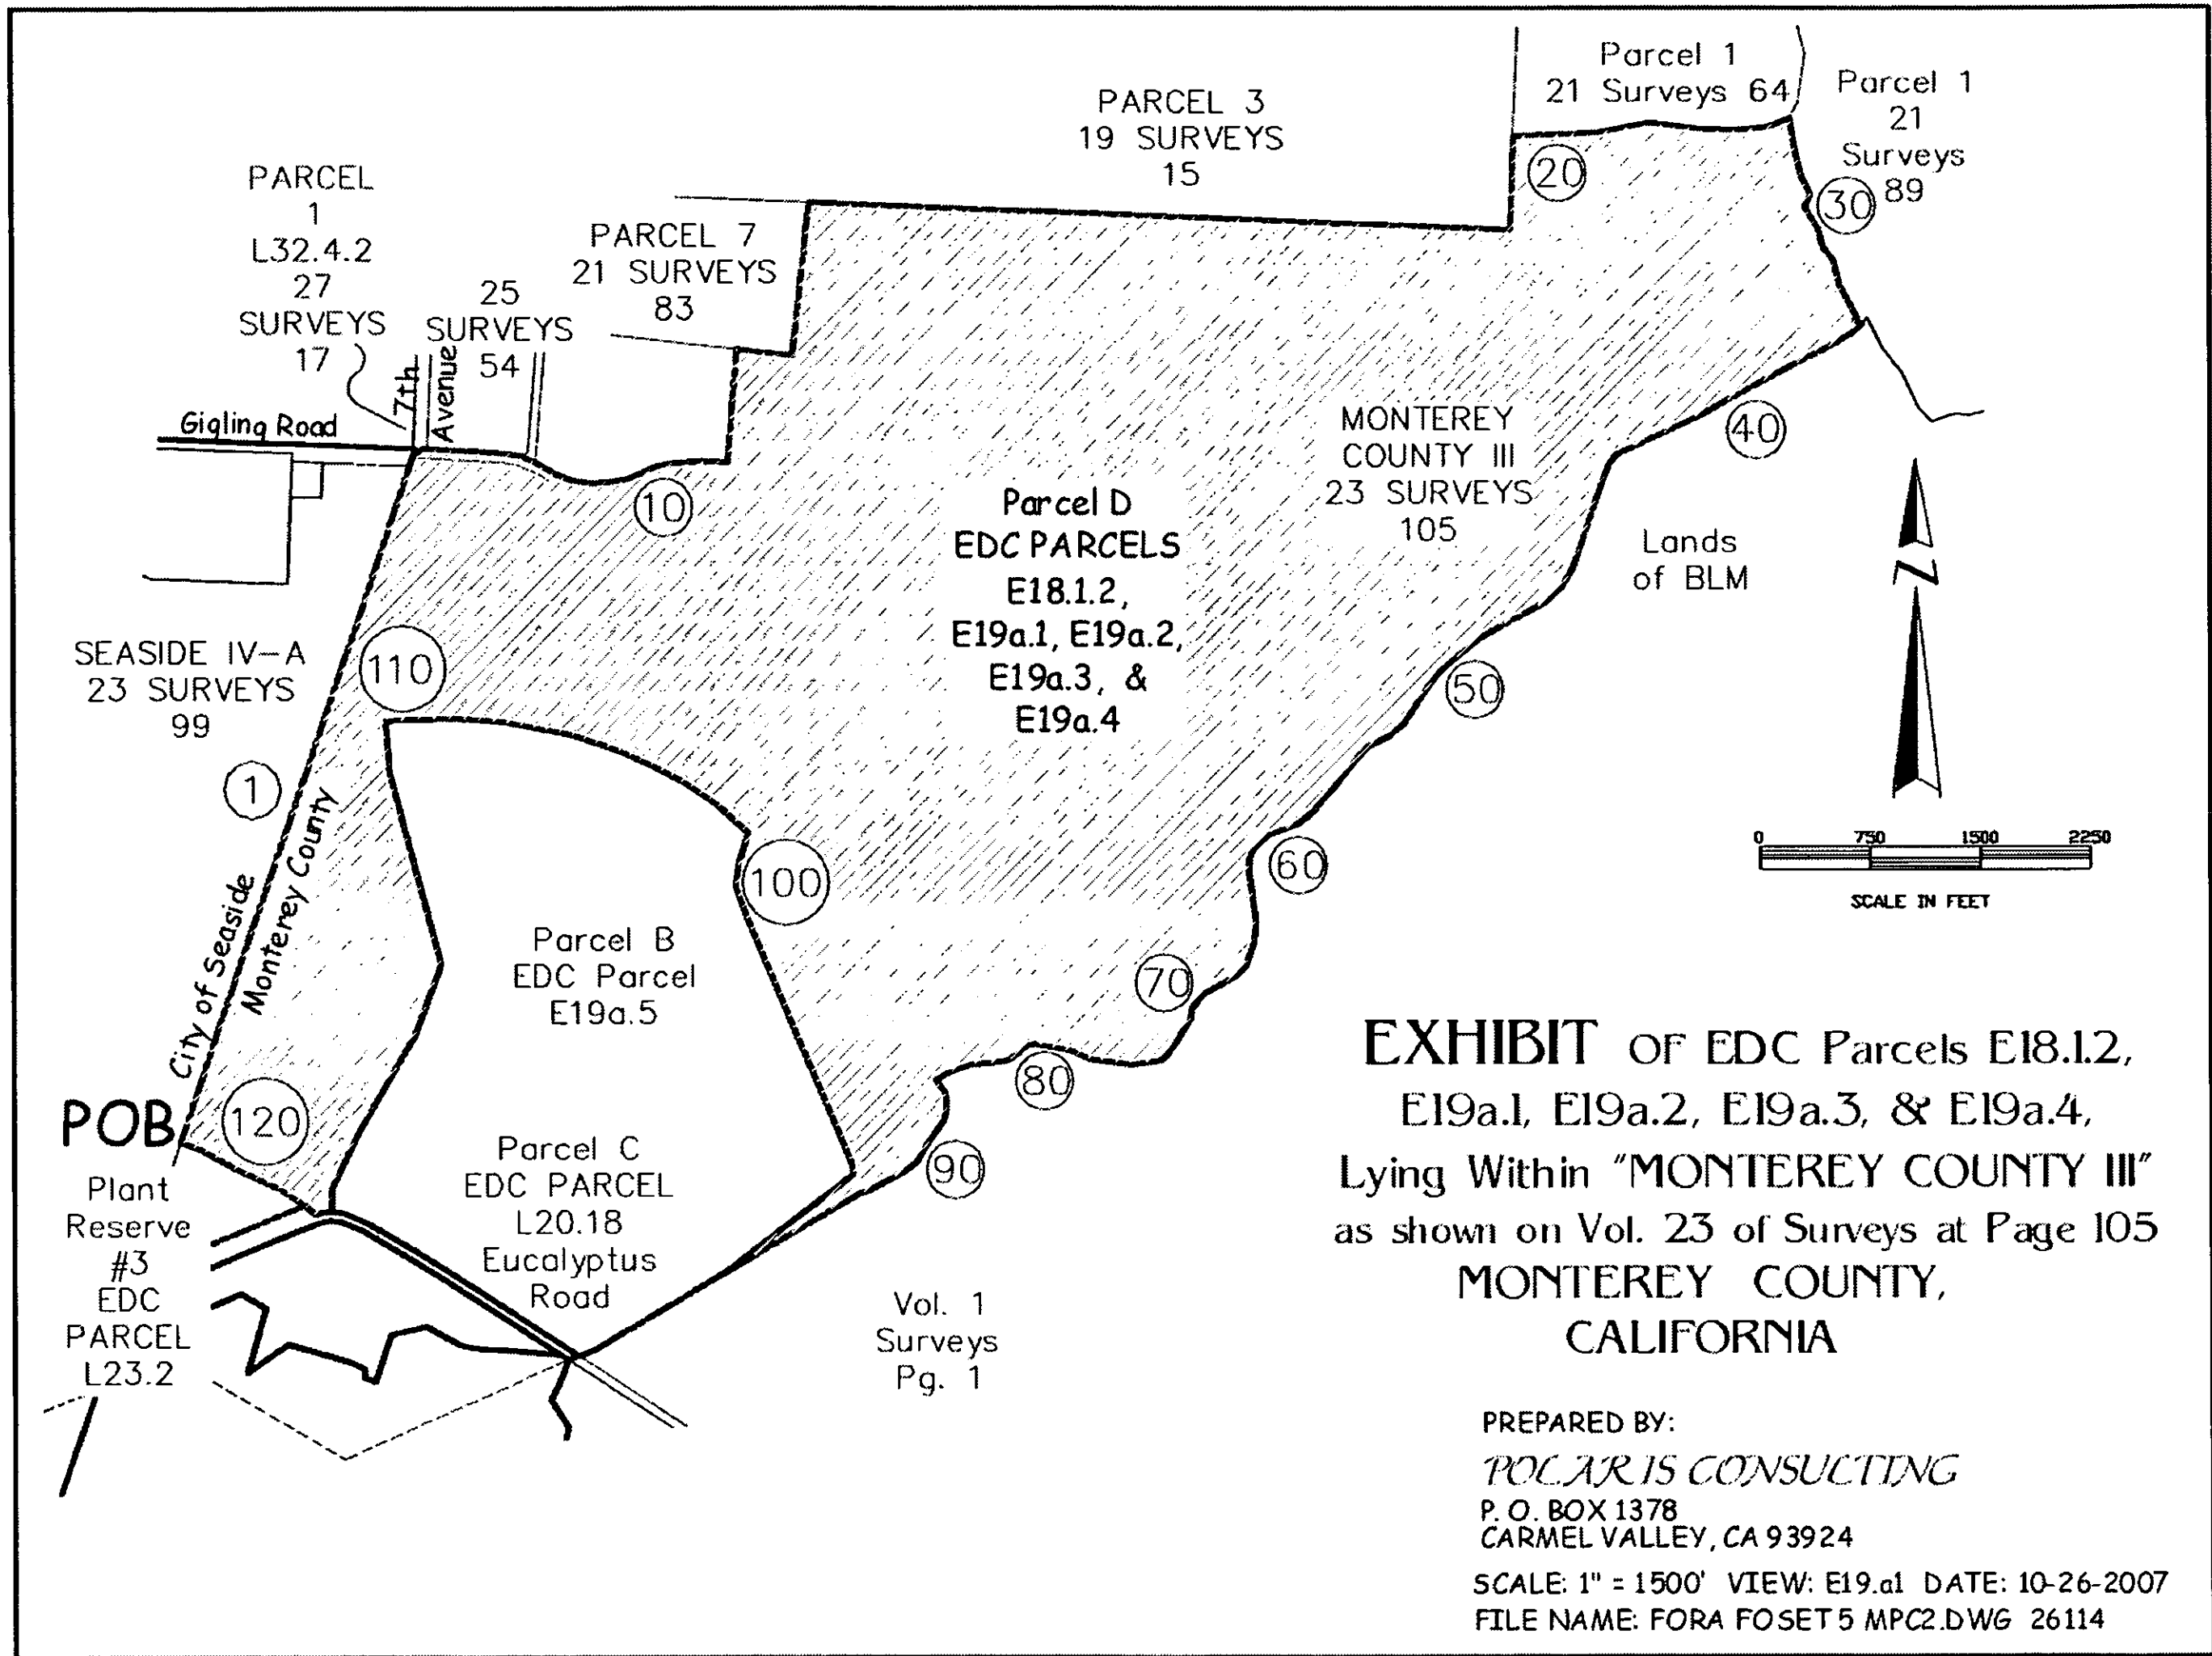 Parcel 1
21 Surveys 64
Parcel 1
21
Surveys
89
PARCEL 3
19 SURVEYS
15
PARCEL
1
L32.4.2
27
SURVEYS
17
PARCEL 7
21 SURVEYS
83
25
SURVEYS
54
7th
Avenue
Gigling Road
20
30
10
40
MONTEREY
COUNTY III
23 SURVEYS
105
Parcel D
EDC PARCELS
E18.1.2,
E19a.1, E19a.2,
E19a.3, &
E19a.4
Lands
of BLM
N
SEASIDE IV-A
23 SURVEYS
99
110
50
1
60
100
0 750 1500 2250
SCALE IN FEET
City of Seaside
Monterey County
Parcel B
EDC Parcel
E19a.5
70
80
90
120
POB
Plant
Reserve
#3
EDC
PARCEL
L23.2
Parcel C
EDC PARCEL
L20.18
Eucalyptus
Road
Vol. 1
Surveys
Pg. 1
EXHIBIT OF EDC Parcels E18.1.2,
E19a.1, E19a.2, E19a.3, & E19a.4,
Lying Within "MONTEREY COUNTY III"
as shown on Vol. 23 of Surveys at Page 105
MONTEREY COUNTY,
CALIFORNIA
PREPARED BY:
POLARIS CONSULTING
P. O. BOX 1378
CARMEL VALLEY, CA 93924
SCALE: 1" = 1500' VIEW: E19.a1 DATE: 10-26-2007
FILE NAME: FORA FOSET 5 MPC2.DWG 26114